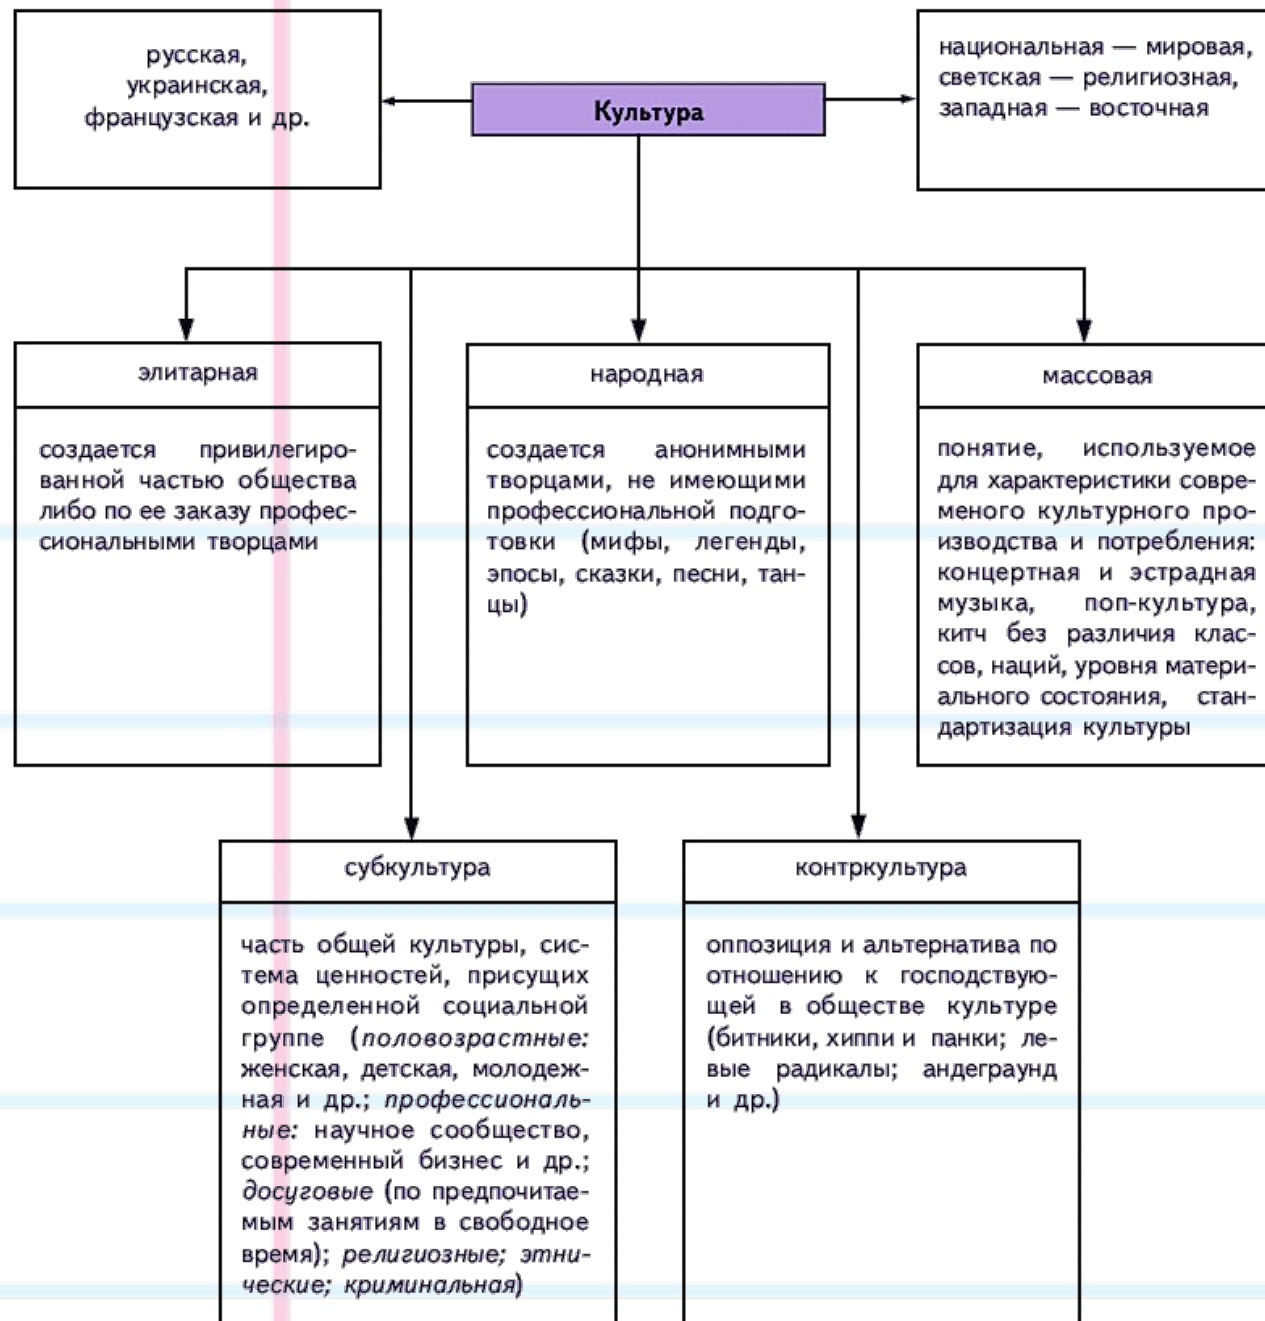 русская,
украинская,
французская и др.
Культура
национальная — мировая,
светская — религиозная,
западная — восточная
элитарная
создается привилегиро-
ванной частью общества
либо по ее заказу профес-
сиональными творцами
народная
создается анонимными
творцами, не имеющими
профессиональной подго-
товки (мифы, легенды,
эпосы, сказки, песни, тан-
цы)
массовая
понятие, используемое
для характеристики совре-
меного культурного про-
изводства и потребления:
концертная и эстрадная
музыка, поп-культура,
китч без различия клас-
сов, наций, уровня матери-
ального состояния, стан-
дартизация культуры
субкультура
часть общей культуры, сис-
тема ценностей, присущих
определенной социальной
группе (половозрастные:
женская, детская, молодеж-
ная и др.; профессиональ-
ные: научное сообщество,
современный бизнес и др.;
досуговые (по предпочитае-
мым занятиям в свободное
время); религиозные; этни-
ческие; криминальная)
контркультура
оппозиция и альтернатива по
отношению к господствую-
щей в обществе культуре
(битники, хиппи и панки; ле-
вые радикалы; андеграунд
и др.)